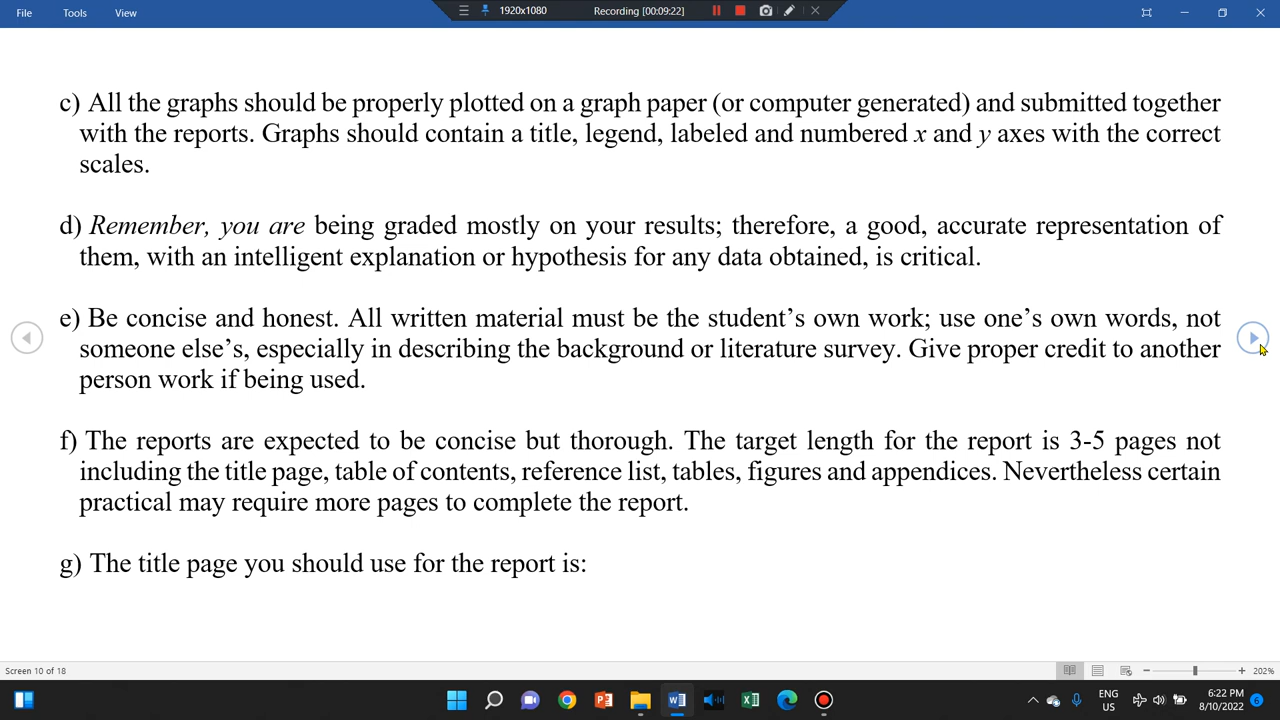 File Tools View 1920x1080 Recording [00:09:22]
c) All the graphs should be properly plotted on a graph paper (or computer generated) and submitted together
with the reports. Graphs should contain a title, legend, labeled and numbered x and y axes with the correct
scales.
d) Remember, you are being graded mostly on your results; therefore, a good, accurate representation of
them, with an intelligent explanation or hypothesis for any data obtained, is critical.
e) Be concise and honest. All written material must be the student’s own work; use one’s own words, not
someone else’s, especially in describing the background or literature survey. Give proper credit to another
person work if being used.
f) The reports are expected to be concise but thorough. The target length for the report is 3-5 pages not
including the title page, table of contents, reference list, tables, figures and appendices. Nevertheless certain
practical may require more pages to complete the report.
g) The title page you should use for the report is:
Screen 10 of 18 202%
ENG 6:22 PM
US 8/10/2022 6